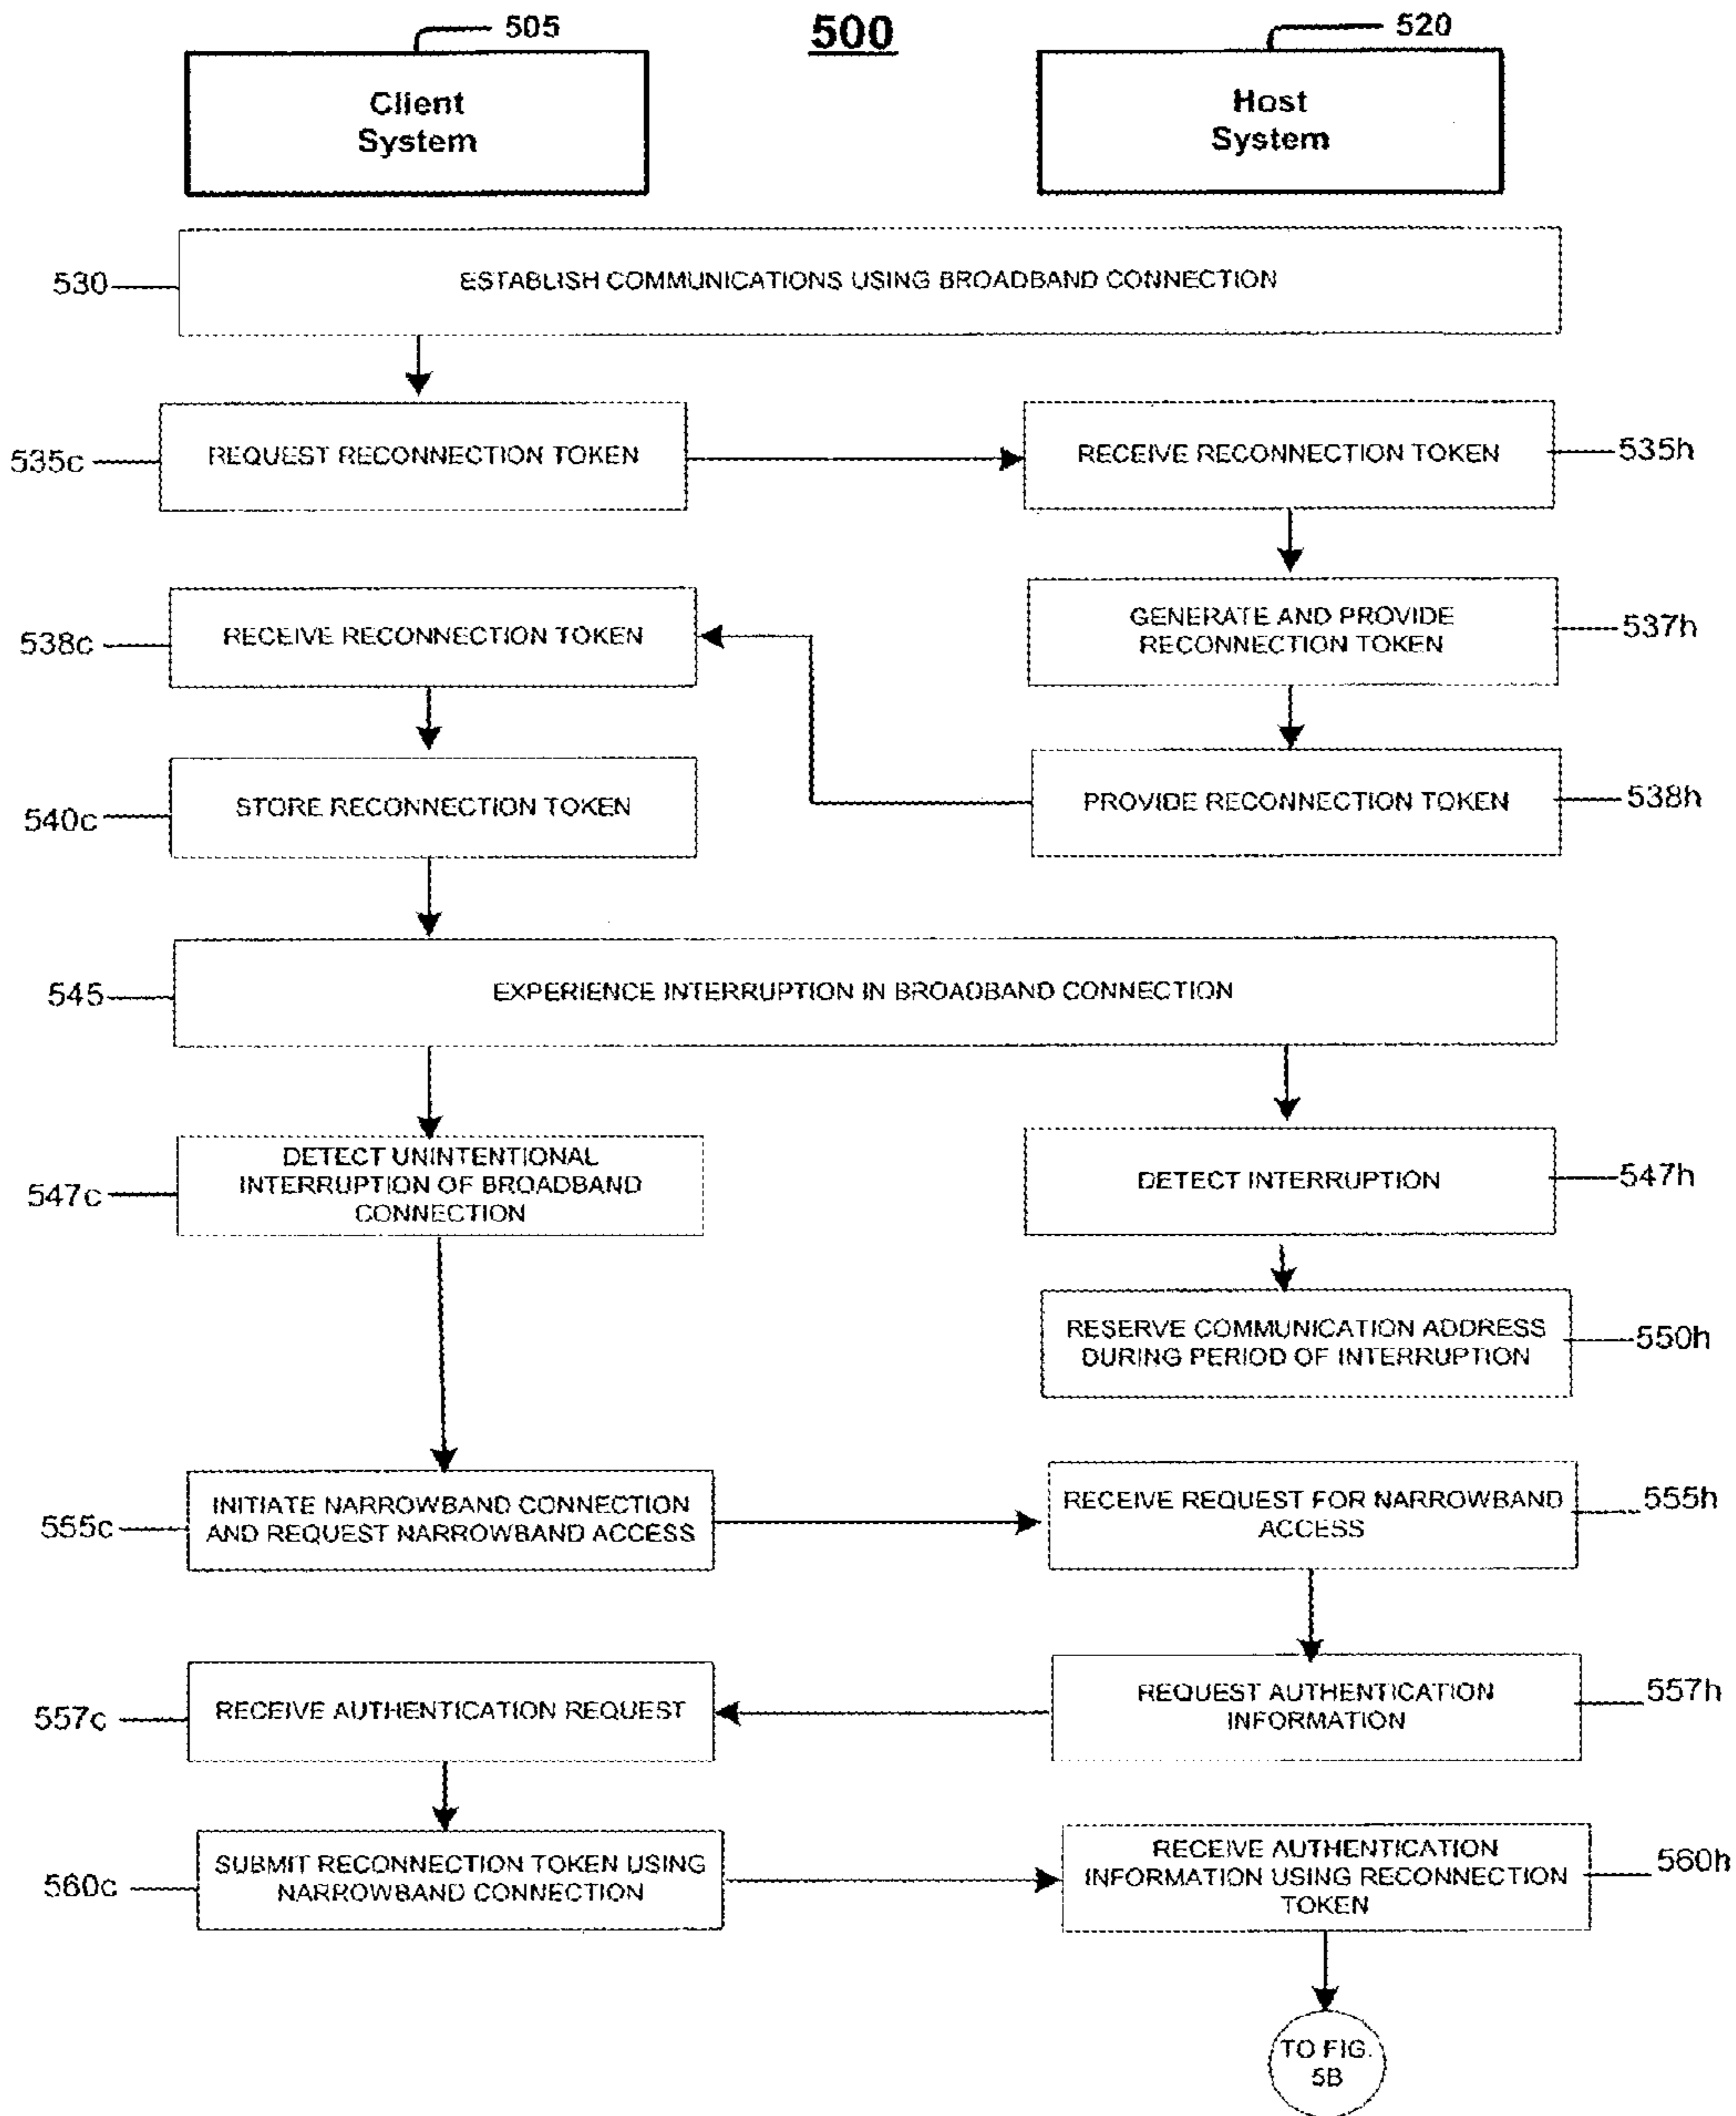 500
505
520
Client
System
Host
System
530
ESTABLISH COMMUNICATIONS USING BROADBAND CONNECTION
535c
REQUEST RECONNECTION TOKEN
RECEIVE RECONNECTION TOKEN
535h
538c
RECEIVE RECONNECTION TOKEN
GENERATE AND PROVIDE
RECONNECTION TOKEN
537h
540c
STORE RECONNECTION TOKEN
PROVIDE RECONNECTION TOKEN
538h
545
EXPERIENCE INTERRUPTION IN BROADBAND CONNECTION
547c
DETECT UNINTENTIONAL
INTERRUPTION OF BROADBAND
CONNECTION
DETECT INTERRUPTION
547h
RESERVE COMMUNICATION ADDRESS
DURING PERIOD OF INTERRUPTION
550h
555c
INITIATE NARROWBAND CONNECTION
AND REQUEST NARROWBAND ACCESS
RECEIVE REQUEST FOR NARROWBAND
ACCESS
555h
557c
RECEIVE AUTHENTICATION REQUEST
REQUEST AUTHENTICATION
INFORMATION
557h
560c
SUBMIT RECONNECTION TOKEN USING
NARROWBAND CONNECTION
RECEIVE AUTHENTICATION
INFORMATION USING RECONNECTION
TOKEN
560h
TO FIG.
5B